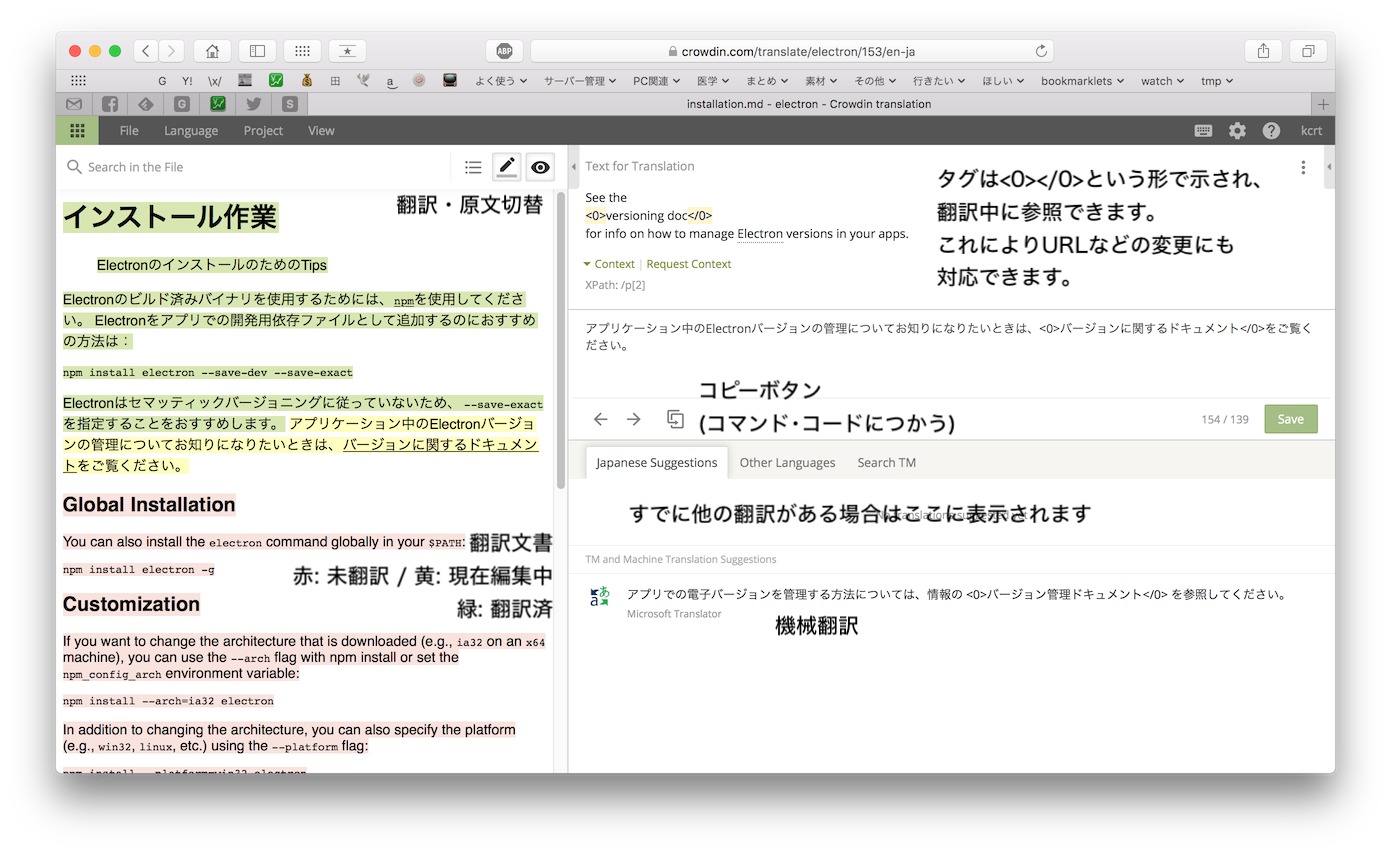 ABP
crowdin.com/translate/electron/153/en-ja
G Y! \x/ 田 a よく使う サーバー管理 PC関連 医学 まとめ 素材 その他 行きたい ほしい bookmarklets watch tmp
G S installation.md - electron - Crowdin translation
File Language Project View kcrt
Search in the File
翻訳・原文切替
インストール作業
ElectronのインストールのためのTips
Electronのビルド済みバイナリを使用するためには、npmを使用してくださ
い。 Electronをアプリでの開発用依存ファイルとして追加するのにおすすめ
の方法は：
npm install electron --save-dev --save-exact
Electronはセマッティックバージョニングに従っていないため、 --save-exact
を指定することをおすすめします。 アプリケーション中のElectronバージョ
ンの管理についてお知りになりたいときは、バージョンに関するドキュメン
トをご覧ください。
Global Installation
You can also install the electron command globally in your $PATH:
翻訳文書
npm install electron -g
赤: 未翻訳 / 黄: 現在編集中
緑: 翻訳済
Customization
If you want to change the architecture that is downloaded (e.g., ia32 on an x64
machine), you can use the --arch flag with npm install or set the
npm_config_arch environment variable:
npm install --arch=ia32 electron
In addition to changing the architecture, you can also specify the platform
(e.g., win32, linux, etc.) using the --platform flag:
npm install --platform=win32 electron
Text for Translation
See the
<0>versioning doc</0>
for info on how to manage Electron versions in your apps.
Context | Request Context
XPath: /p[2]
タグは<0></0>という形で示され、
翻訳中に参照できます。
これによりURLなどの変更にも
対応できます。
アプリケーション中のElectronバージョンの管理についてお知りになりたいときは、<0>バージョンに関するドキュメント</0>をご覧く
ださい。
コピーボタン
(コマンド・コードにつかう)
154 / 139 Save
Japanese Suggestions Other Languages Search TM
すでに他の翻訳がある場合はここに表示されます
TM and Machine Translation Suggestions
アプリでの電子バージョンを管理する方法については、情報の <0>バージョン管理ドキュメント</0> を参照してください。
Microsoft Translator
機械翻訳